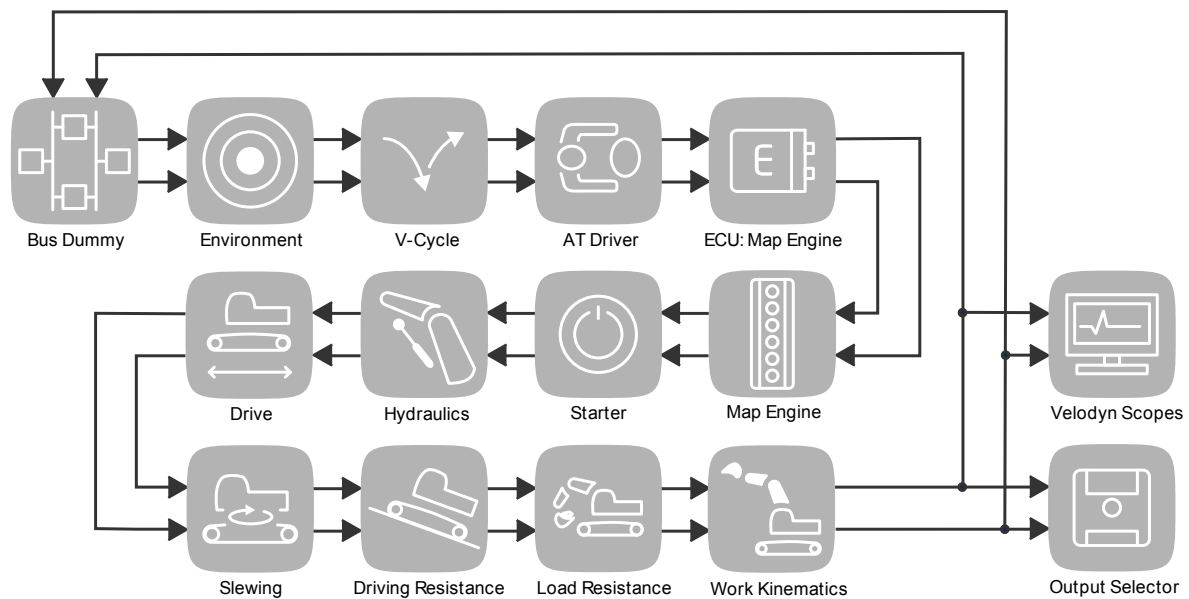 Bus Dummy
Environment
V-Cycle
AT Driver
E
ECU: Map Engine
Drive
Hydraulics
Starter
Map Engine
Velodyn Scopes
Slewing
Driving Resistance
Load Resistance
Work Kinematics
Output Selector